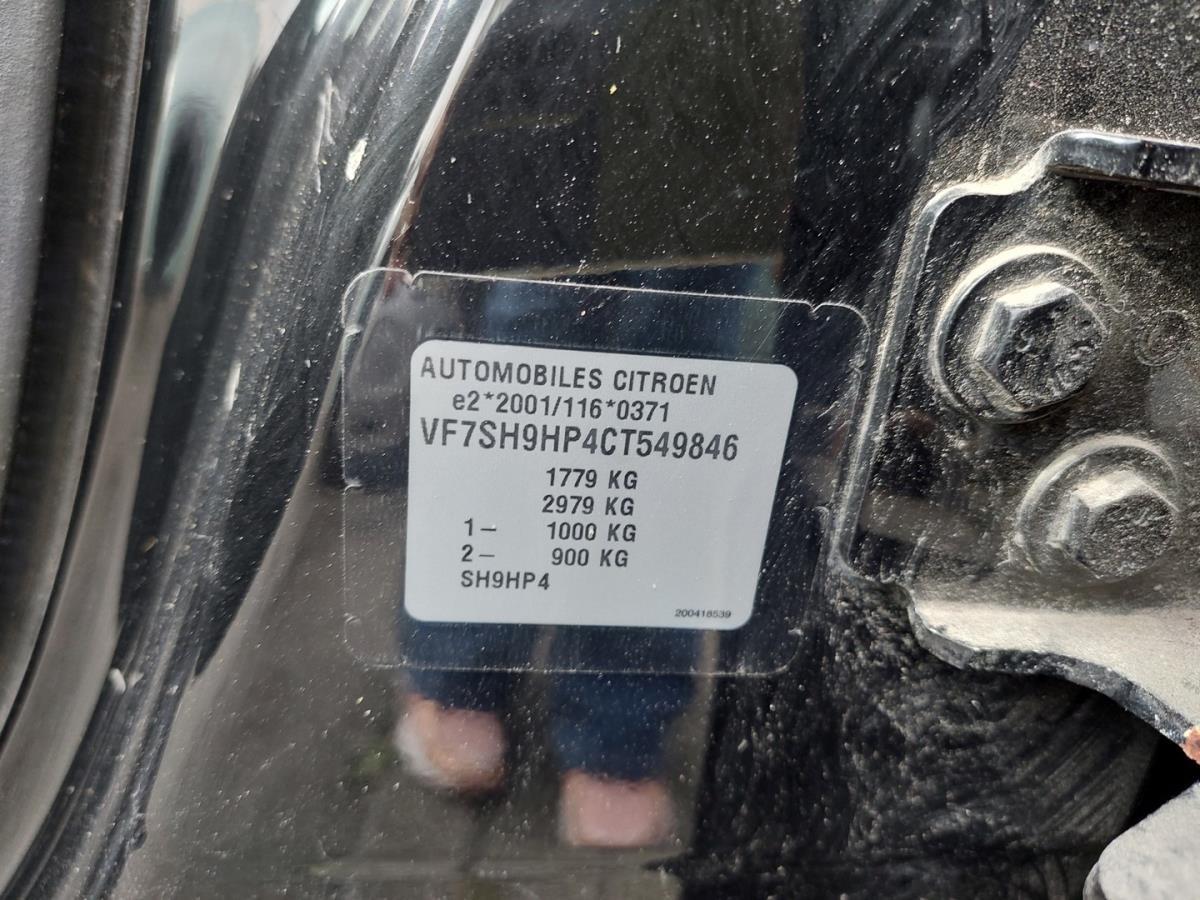 AUTOMOBILES CITROEN
e2*2001/116*0371
VF7SH9HP4CT549846
1779 KG
2979 KG
1– 1000 KG
2– 900 KG
SH9HP4
200418539